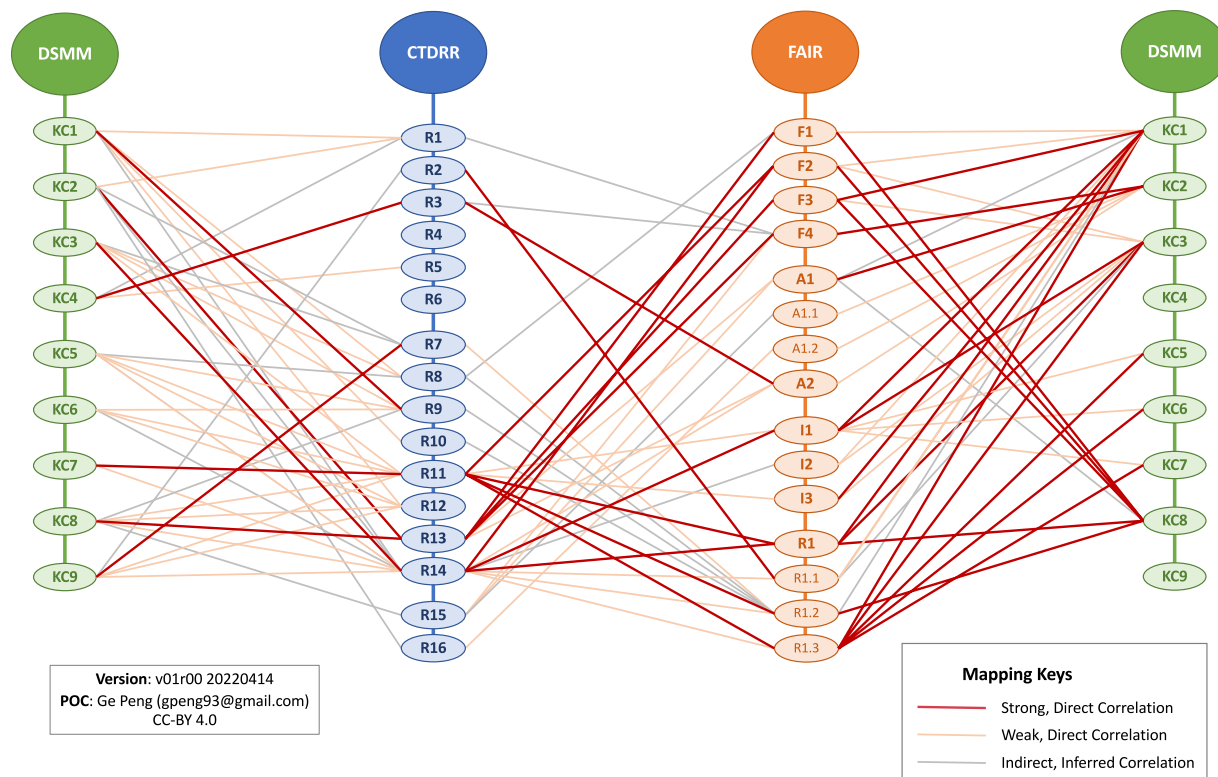 DSMM
CTDRR
FAIR
DSMM
KC1
KC2
KC3
KC4
KC5
KC6
KC7
KC8
KC9
R1
R2
R3
R4
R5
R6
R7
R8
R9
R10
R11
R12
R13
R14
R15
R16
F1
F2
F3
F4
A1
A1.1
A1.2
A2
I1
I2
I3
R1
R1.1
R1.2
R1.3
KC1
KC2
KC3
KC4
KC5
KC6
KC7
KC8
KC9
Version: v01r00 20220414
POC: Ge Peng (gpeng93@gmail.com)
CC-BY 4.0
Mapping Keys
Strong, Direct Correlation
Weak, Direct Correlation
Indirect, Inferred Correlation